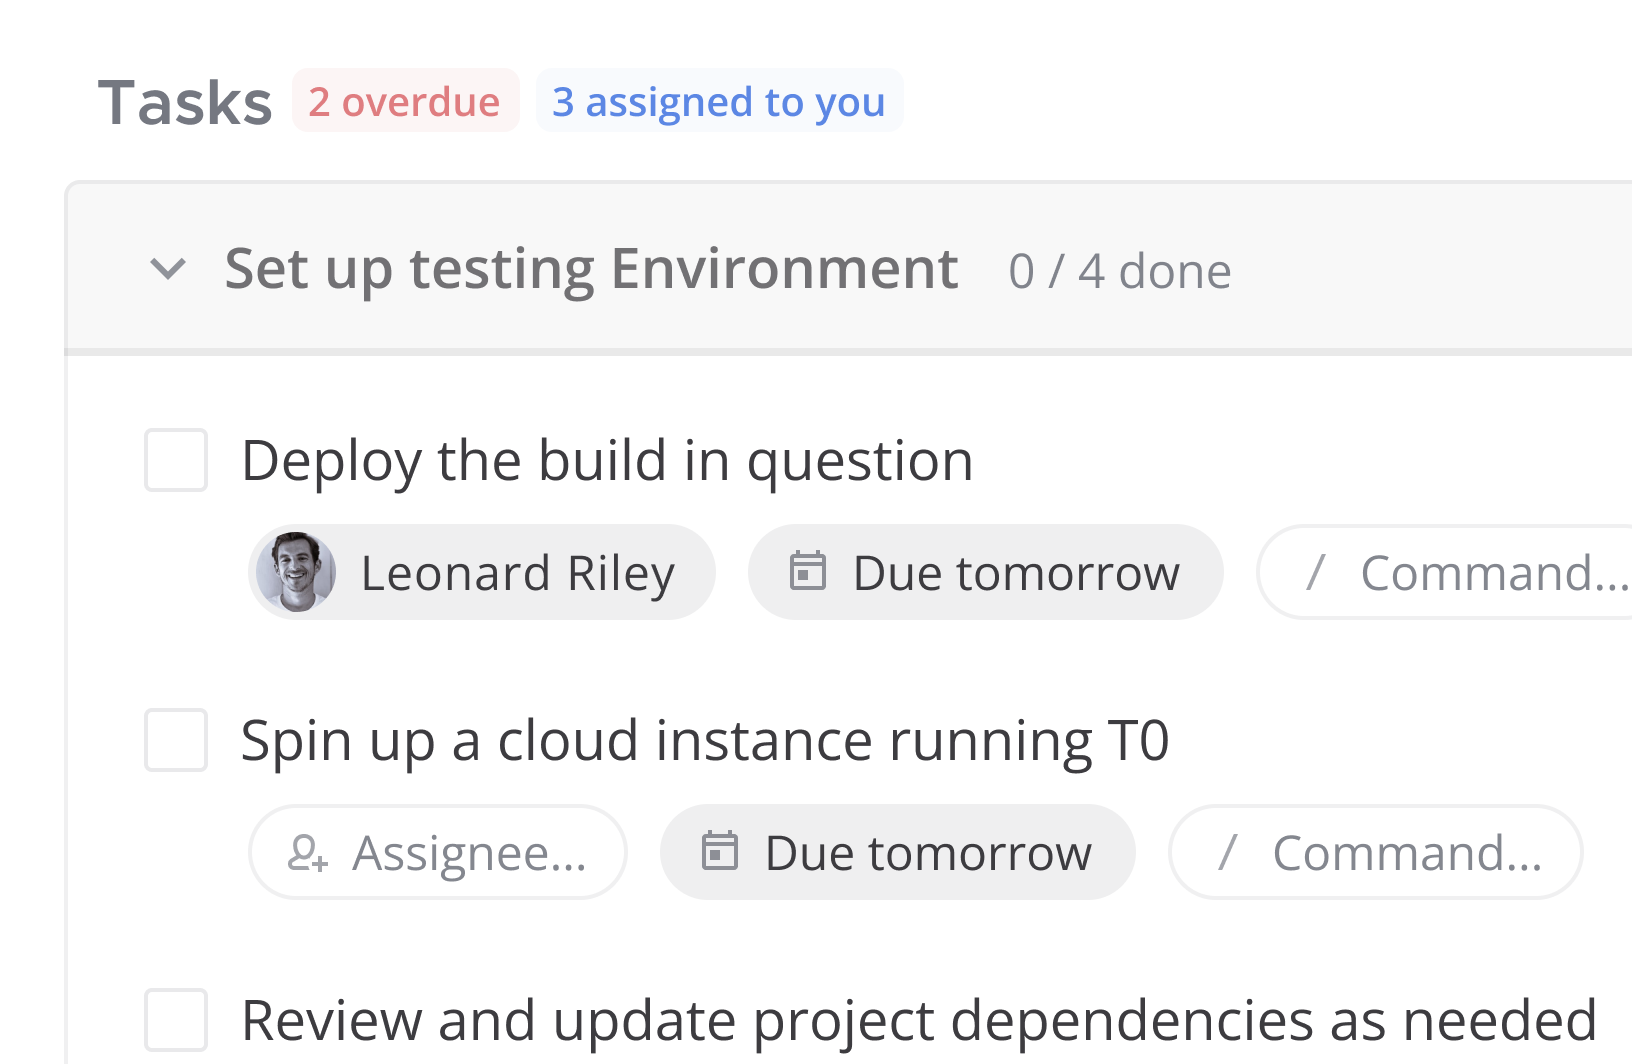 Tasks 2 overdue 3 assigned to you
Set up testing Environment 0 / 4 done
Deploy the build in question
Leonard Riley Due tomorrow / Command...
Spin up a cloud instance running T0
Assignee... Due tomorrow / Command...
Review and update project dependencies as needed